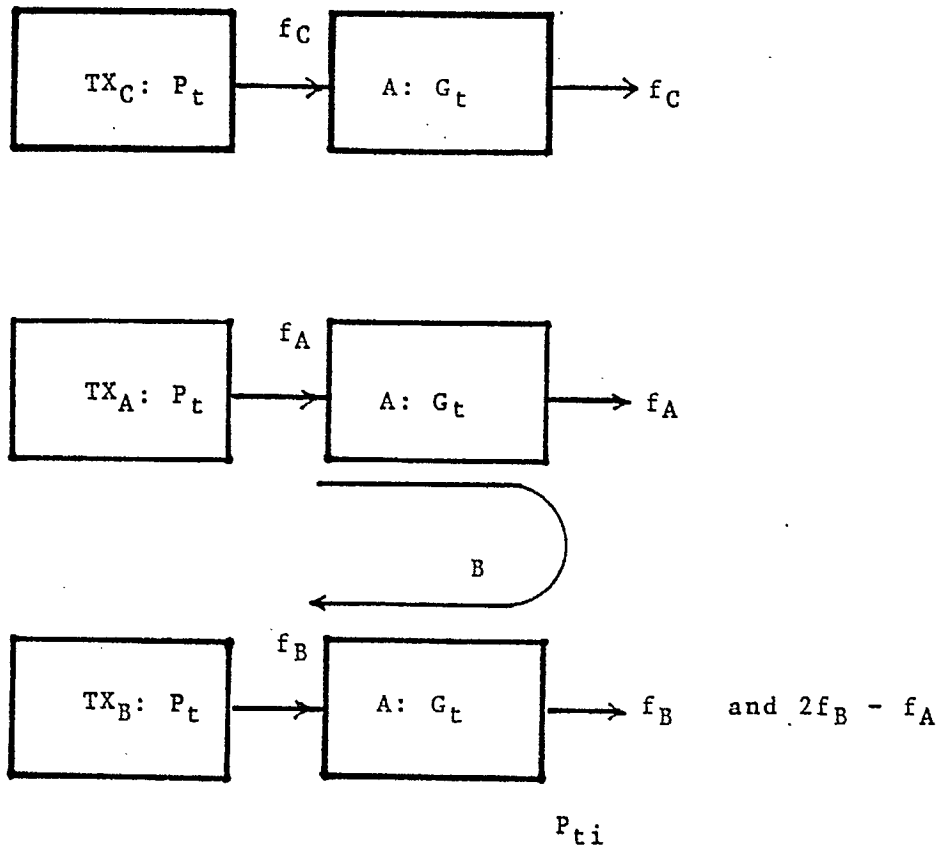 f_C
TX_C: P_t
A: G_t
f_C
f_A
TX_A: P_t
A: G_t
f_A
B
f_B
TX_B: P_t
A: G_t
f_B and 2f_B - f_A
P_ti